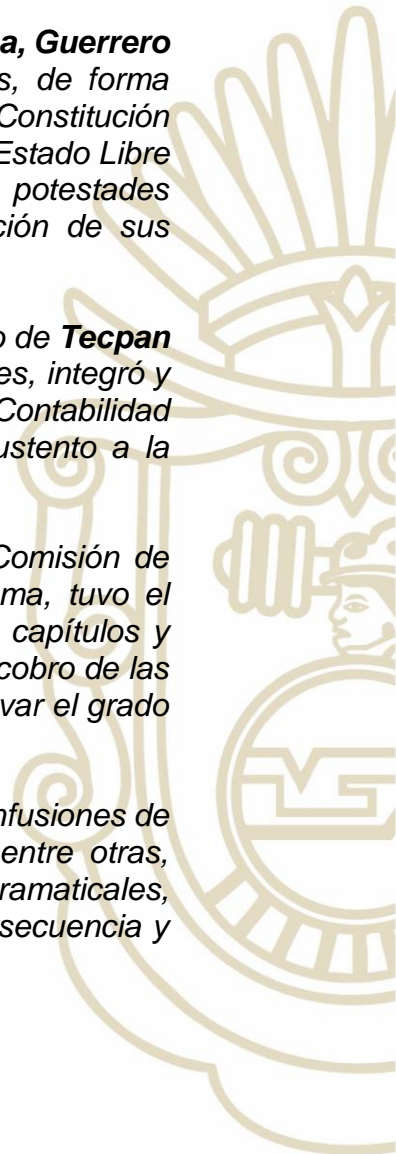 a, Guerrero
s, de forma
Constitución
Estado Libre
potestades
ción de sus
o de Tecpan
es, integró y
Contabilidad
ustento a la
Comisión de
ma, tuvo el
capítulos y
cobro de las
var el grado
nfusiones de
entre otras,
ramaticales,
secuencia y